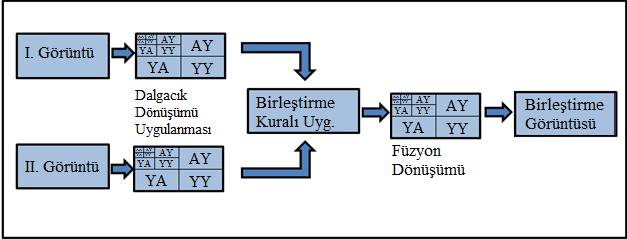 I. Görüntü
AY
YA YY
AY
YA YY
Dalgacık
Dönüşümü
Uygulanması
II. Görüntü
AY
YA YY
AY
YA YY
Birleştirme
Kuralı Uyg.
AY
YA YY
AY
YA YY
Füzyon
Dönüşümü
Birleştirme
Görüntüsü